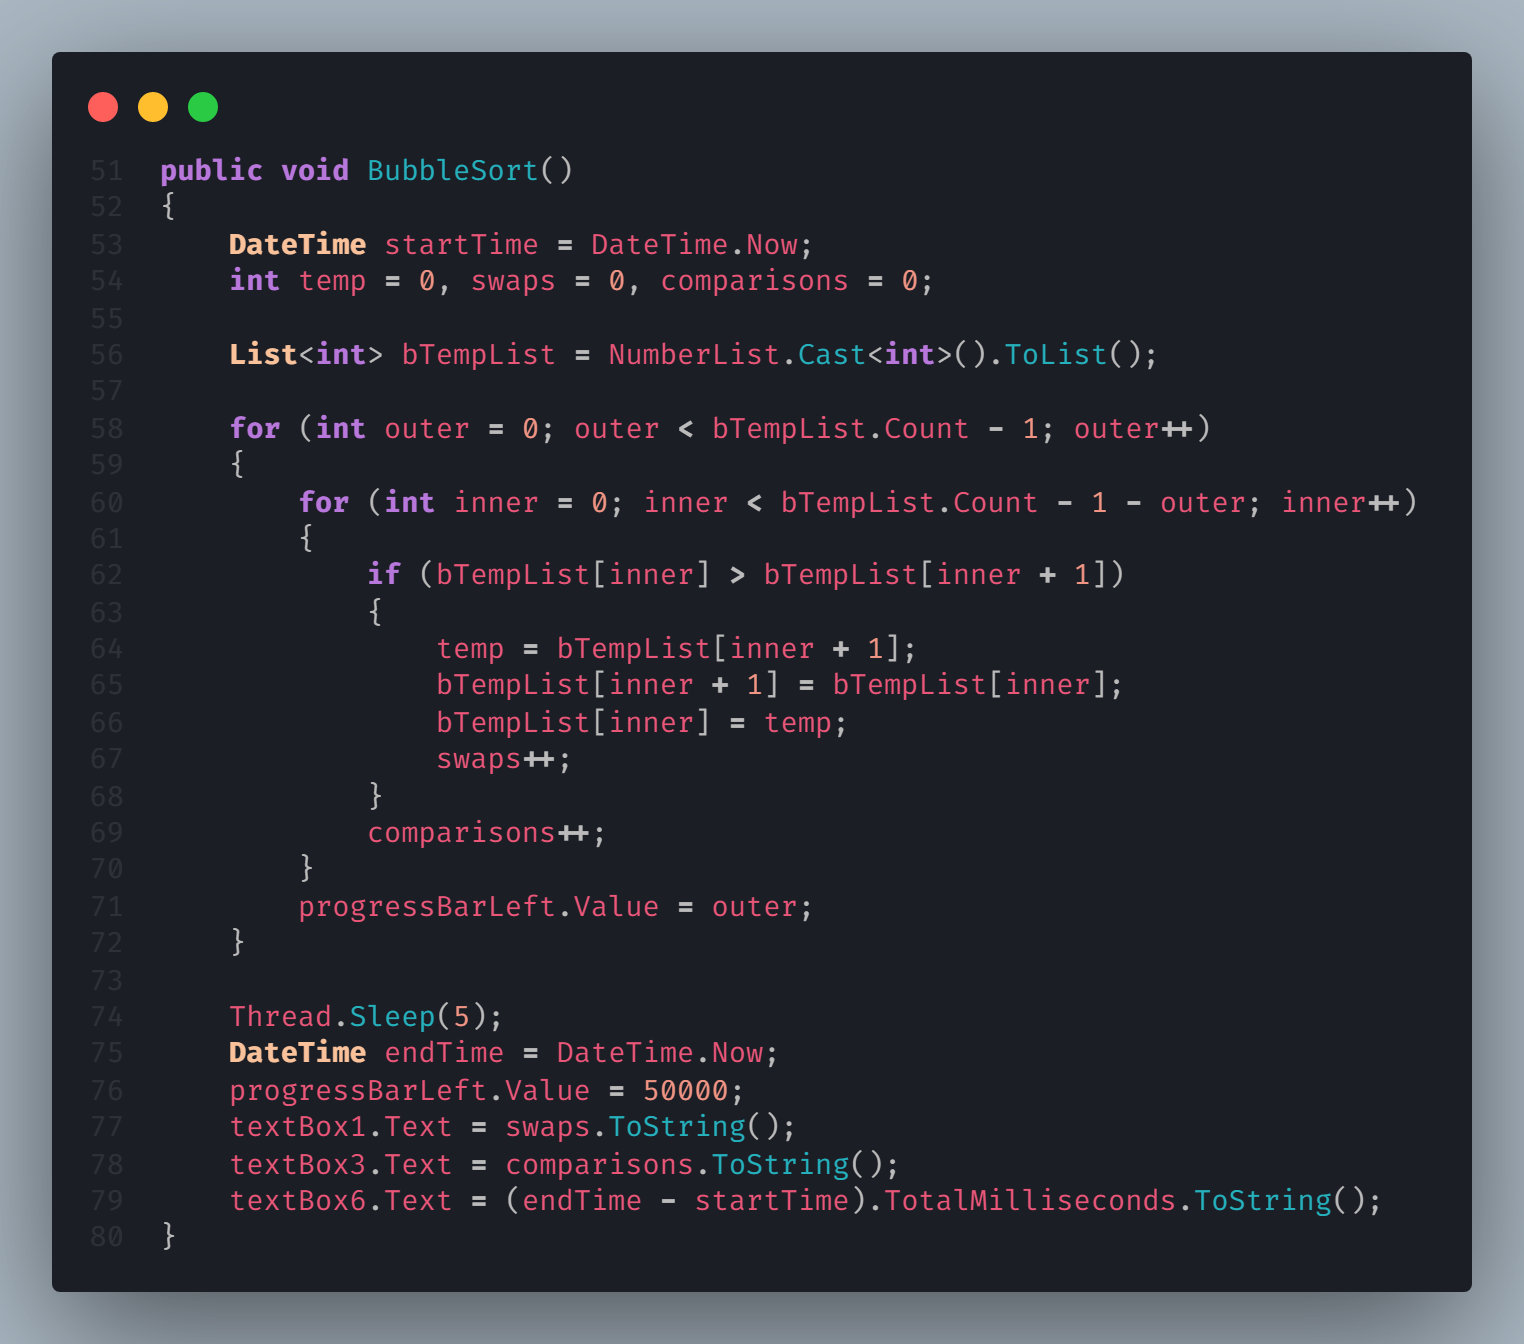 51 public void BubbleSort()
52 {
53     DateTime startTime = DateTime.Now;
54     int temp = 0, swaps = 0, comparisons = 0;
55
56     List<int> bTempList = NumberList.Cast<int>().ToList();
57
58     for (int outer = 0; outer < bTempList.Count - 1; outer++)
59     {
60         for (int inner = 0; inner < bTempList.Count - 1 - outer; inner++)
61         {
62             if (bTempList[inner] > bTempList[inner + 1])
63             {
64                 temp = bTempList[inner + 1];
65                 bTempList[inner + 1] = bTempList[inner];
66                 bTempList[inner] = temp;
67                 swaps++;
68             }
69             comparisons++;
70         }
71         progressBarLeft.Value = outer;
72     }
73
74     Thread.Sleep(5);
75     DateTime endTime = DateTime.Now;
76     progressBarLeft.Value = 50000;
77     textBox1.Text = swaps.ToString();
78     textBox3.Text = comparisons.ToString();
79     textBox6.Text = (endTime - startTime).TotalMilliseconds.ToString();
80 }